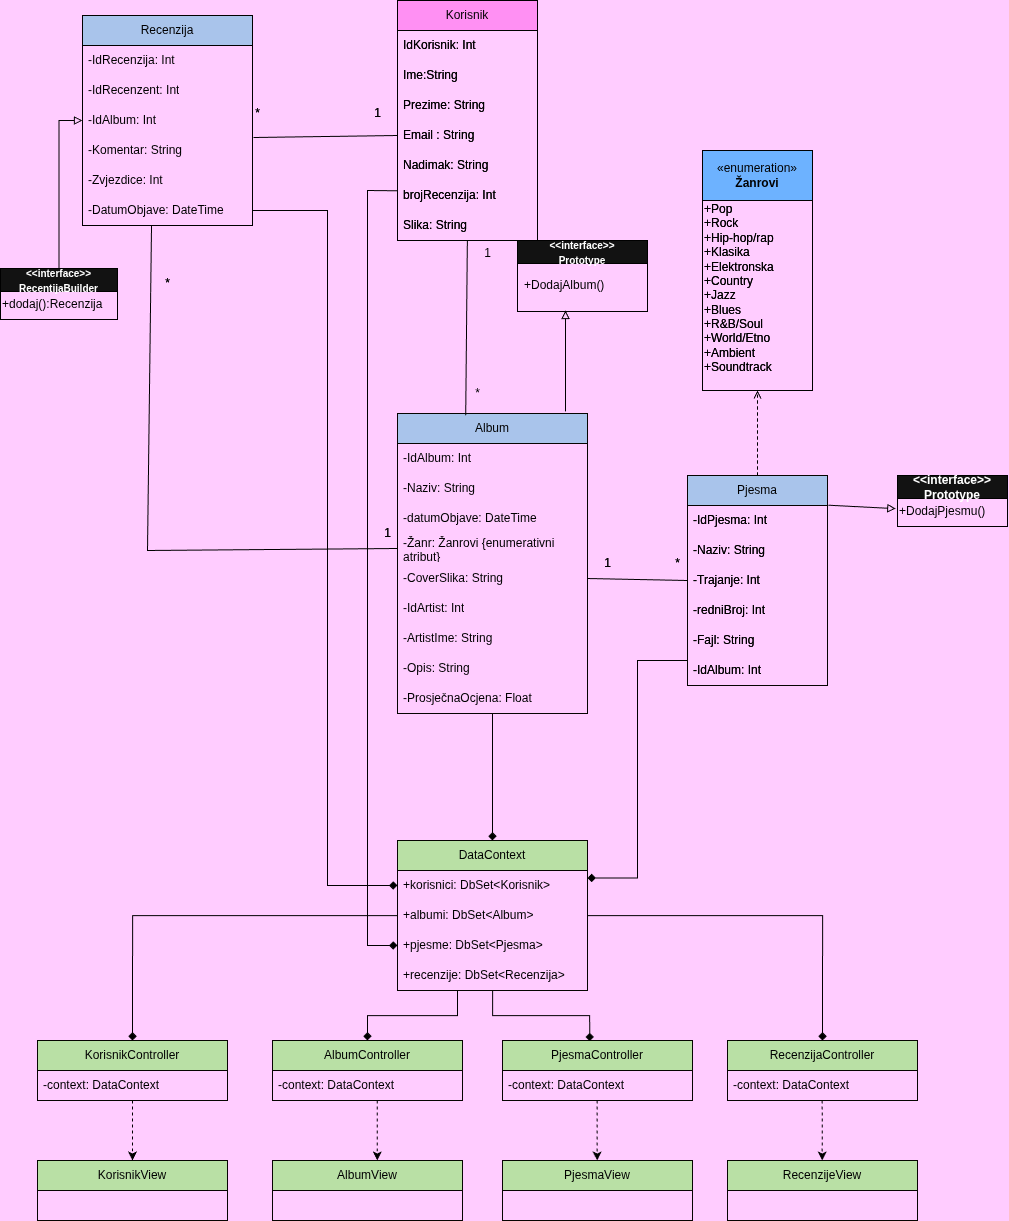 Recenzija
-IdRecenzija: Int
-IdRecenzent: Int
-IdAlbum: Int
-Komentar: String
-Zvjezdice: Int
-DatumObjave: DateTime
Korisnik
IdKorisnik: Int
Ime:String
Prezime: String
Email : String
Nadimak: String
brojRecenzija: Int
Slika: String
*
1
«enumeration»
Žanrovi
+Pop
+Rock
+Hip-hop/rap
+Klasika
+Elektronska
+Country
+Jazz
+Blues
+R&B/Soul
+World/Etno
+Ambient
+Soundtrack
<<interface>>
RecentijaBuilder
+dodaj():Recenzija
*
1
<<interface>>
Prototype
+DodajAlbum()
*
Album
-IdAlbum: Int
-Naziv: String
-datumObjave: DateTime
-Žanr: Žanrovi {enumerativni
atribut}
-CoverSlika: String
-IdArtist: Int
-ArtistIme: String
-Opis: String
-ProsječnaOcjena: Float
1
1
*
Pjesma
-IdPjesma: Int
-Naziv: String
-Trajanje: Int
-redniBroj: Int
-Fajl: String
-IdAlbum: Int
<<interface>>
Prototype
+DodajPjesmu()
DataContext
+korisnici: DbSet<Korisnik>
+albumi: DbSet<Album>
+pjesme: DbSet<Pjesma>
+recenzije: DbSet<Recenzija>
KorisnikController
-context: DataContext
AlbumController
-context: DataContext
PjesmaController
-context: DataContext
RecenzijaController
-context: DataContext
KorisnikView
AlbumView
PjesmaView
RecenzijeView